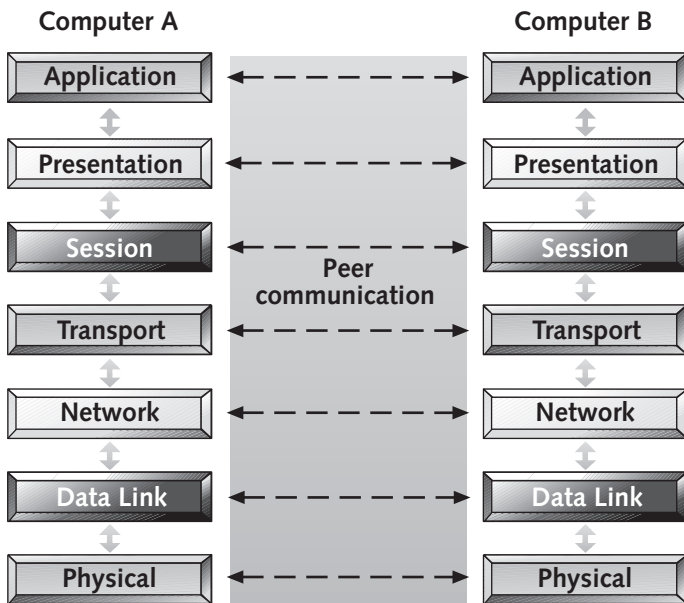 Computer A
Computer B
Application
Application
Presentation
Presentation
Session
Session
Peer
communication
Transport
Transport
Network
Network
Data Link
Data Link
Physical
Physical